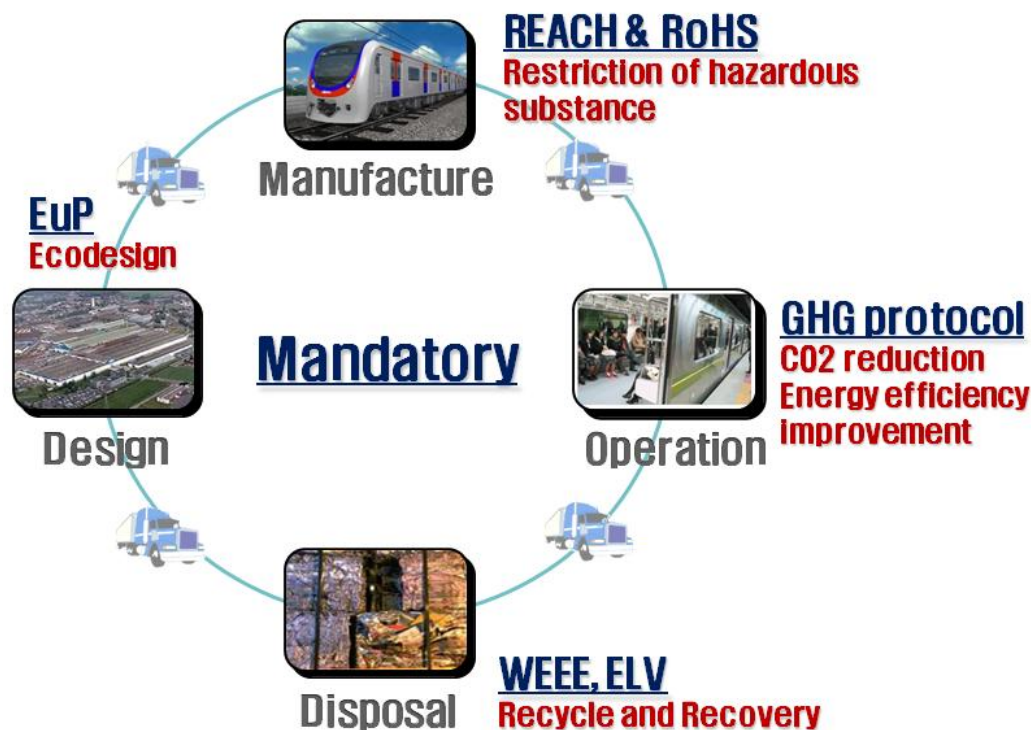 REACH & RoHS
Restriction of hazardous
substance
Manufacture
EuP
Ecodesign
Mandatory
GHG protocol
CO2 reduction
Energy efficiency
improvement
Design
Operation
WEEE, ELV
Recycle and Recovery
Disposal